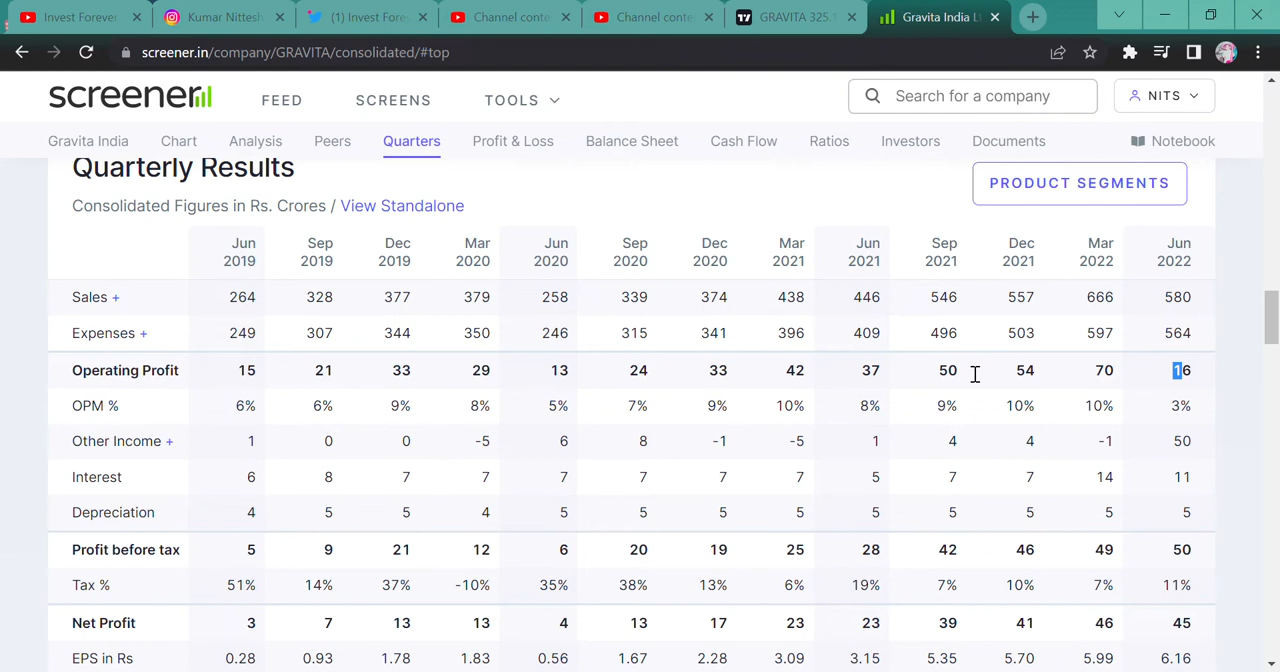 Invest Forever
Kumar Nittesh
(1) Invest Fore
Channel conte
Channel conte
GRAVITA 325.
Gravita India L
screener.in/company/GRAVITA/consolidated/#top
screener
FEED
SCREENS
TOOLS
Search for a company
NITS
Gravita India Chart Analysis Peers Quarters Profit & Loss Balance Sheet Cash Flow Ratios Investors Documents Notebook
Quarterly Results
PRODUCT SEGMENTS
Consolidated Figures in Rs. Crores / View Standalone
Jun Sep Dec Mar Jun Sep Dec Mar Jun Sep Dec Mar Jun
2019 2019 2019 2020 2020 2020 2020 2021 2021 2021 2021 2022 2022
Sales + 264 328 377 379 258 339 374 438 446 546 557 666 580
Expenses + 249 307 344 350 246 315 341 396 409 496 503 597 564
Operating Profit 15 21 33 29 13 24 33 42 37 50 54 70 16
OPM % 6% 6% 9% 8% 5% 7% 9% 10% 8% 9% 10% 10% 3%
Other Income + 1 0 0 -5 6 8 -1 -5 1 4 4 -1 50
Interest 6 8 7 7 7 7 7 7 5 7 7 14 11
Depreciation 4 5 5 4 5 5 5 5 5 5 5 5 5
Profit before tax 5 9 21 12 6 20 19 25 28 42 46 49 50
Tax % 51% 14% 37% -10% 35% 38% 13% 6% 19% 7% 10% 7% 11%
Net Profit 3 7 13 13 4 13 17 23 23 39 41 46 45
EPS in Rs 0.28 0.93 1.78 1.83 0.56 1.67 2.28 3.09 3.15 5.35 5.70 5.99 6.16